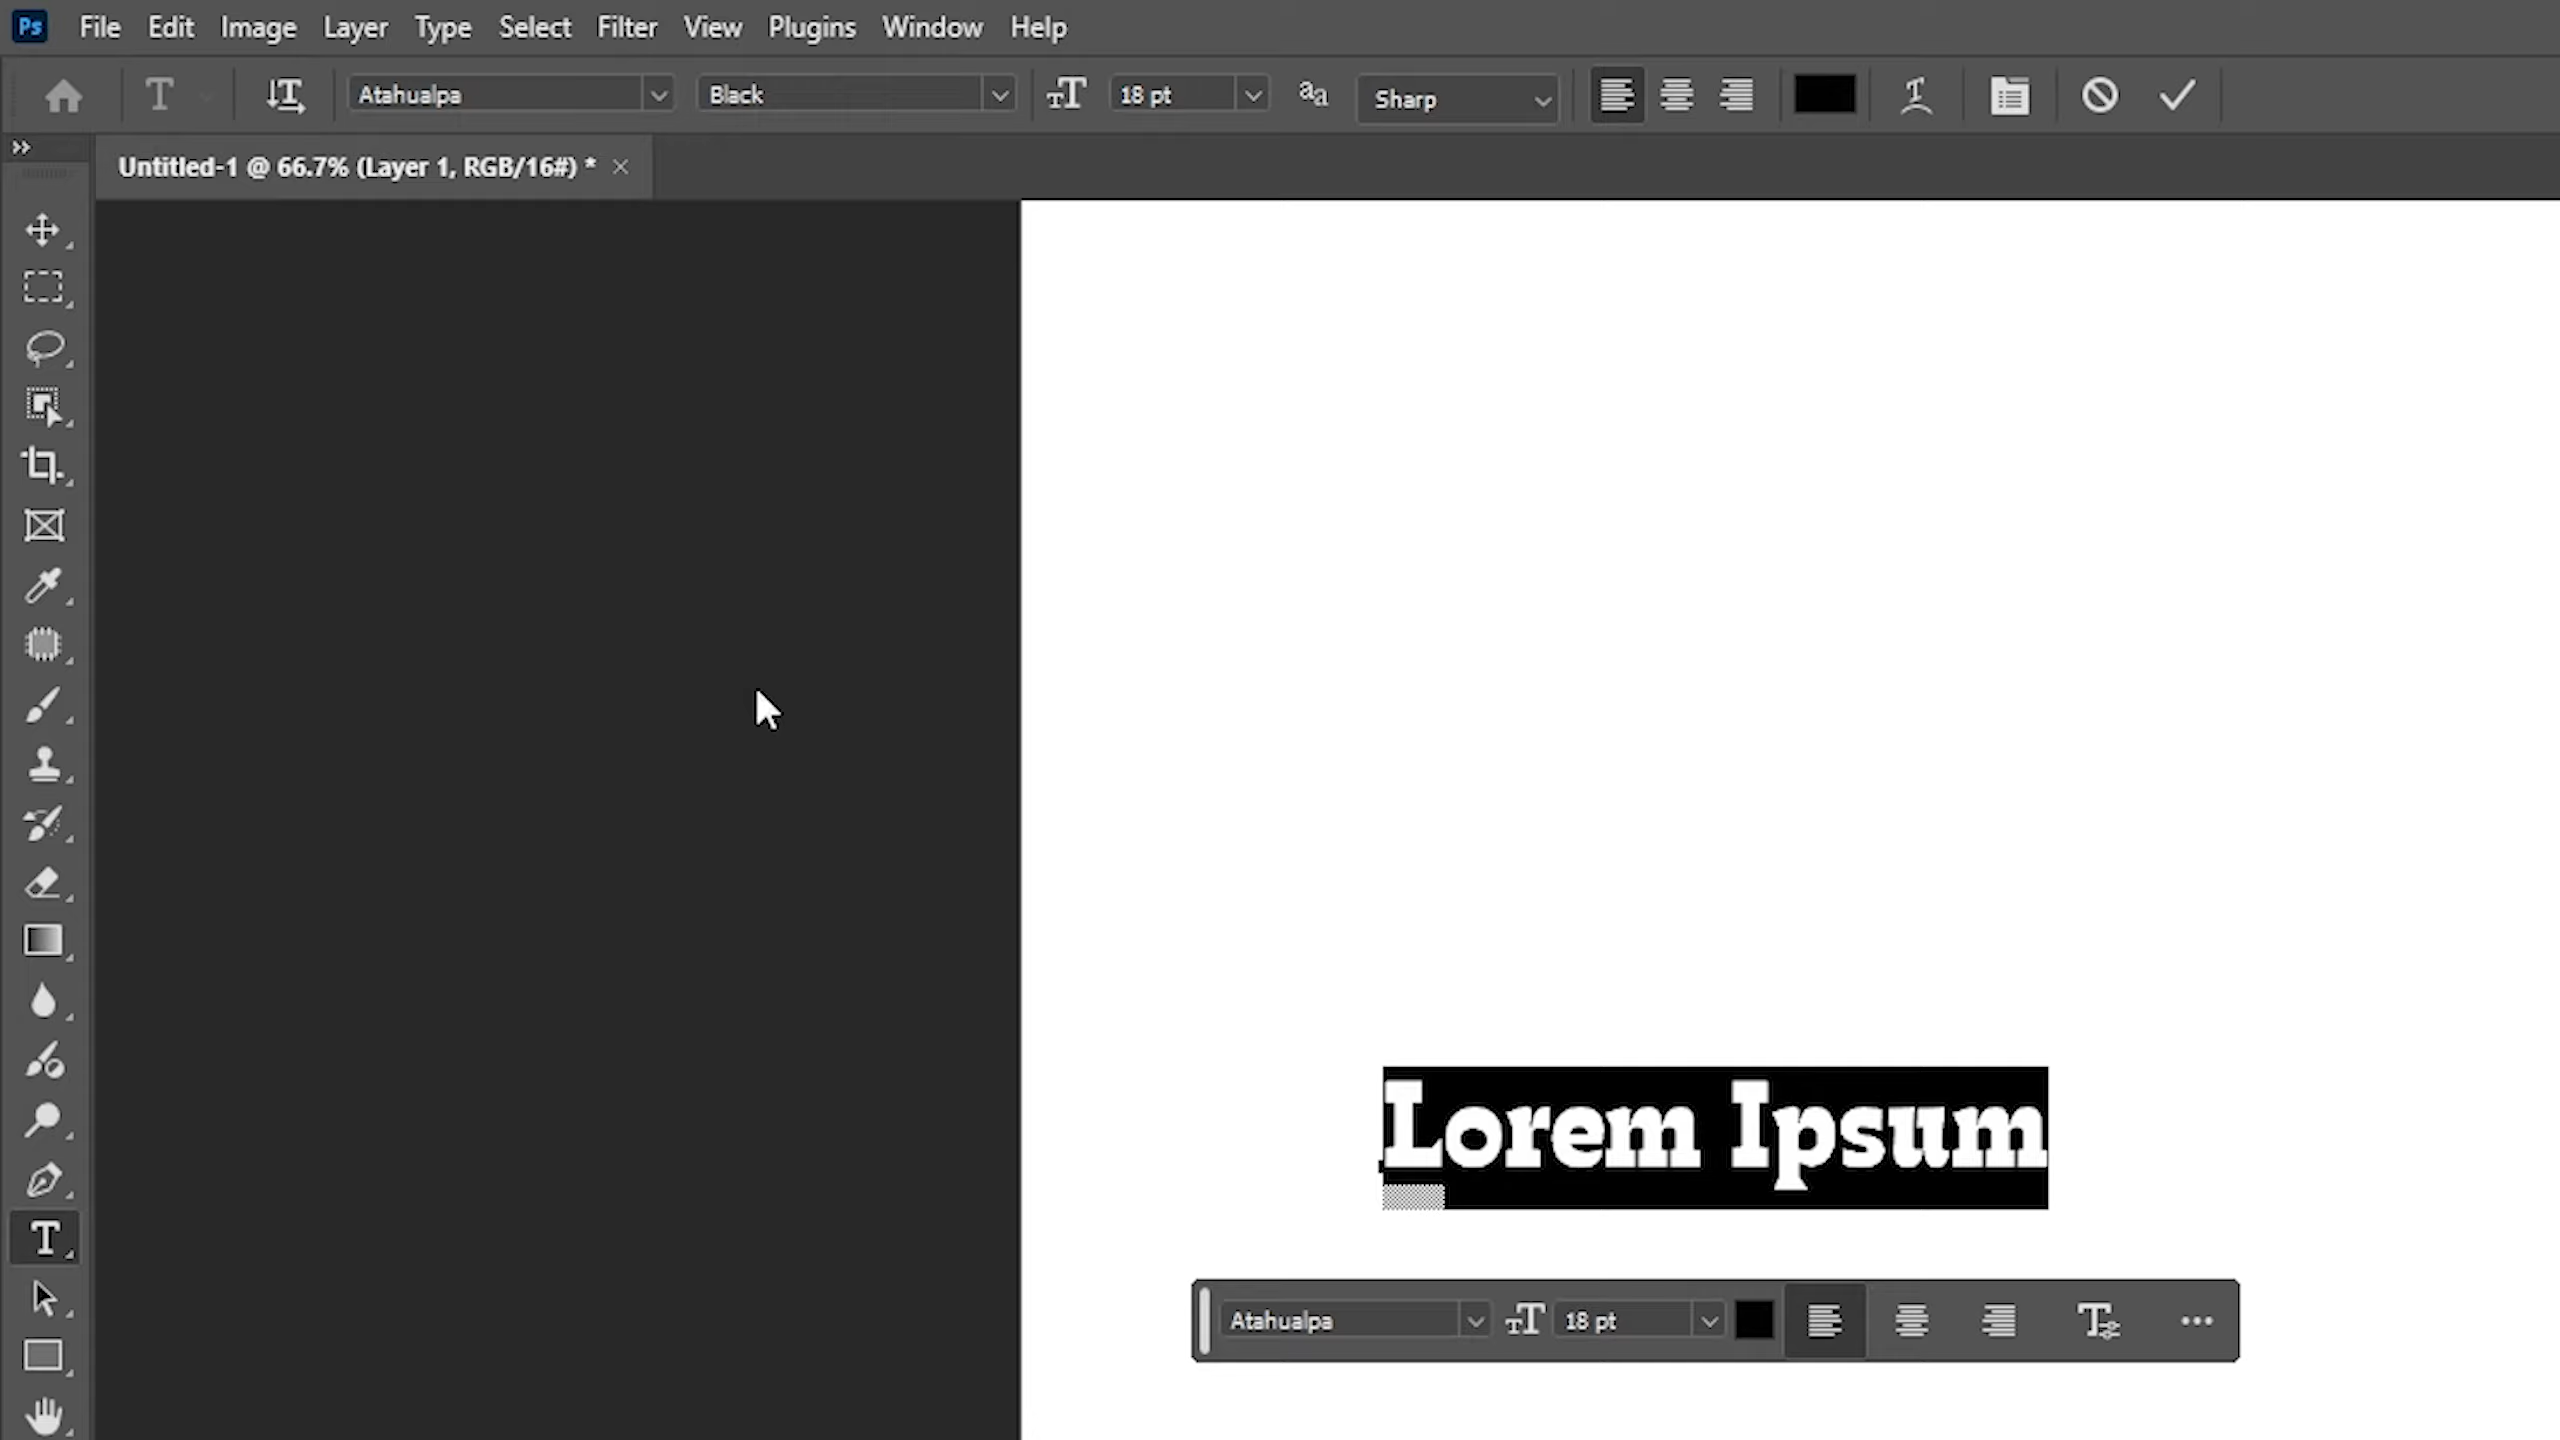 Ps File Edit Image Layer Type Select Filter View Plugins Window Help
Atahualpa Black 18 pt Sharp
Untitled-1 @ 66.7% (Layer 1, RGB/16#) *
Lorem Ipsum
Atahualpa 18 pt